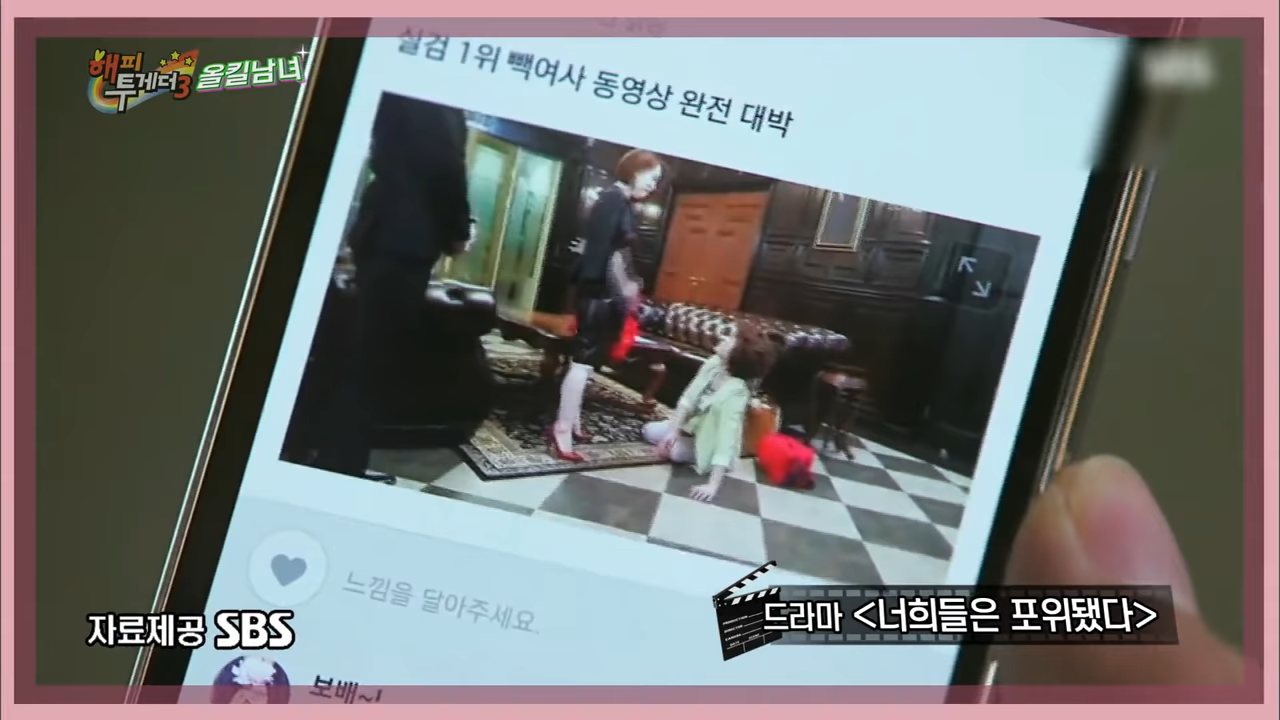 해피투게더3 올킬남녀
실검 1위 빽여사 동영상 완전 대박
느낌을 달아주세요.
자료제공 SBS
드라마 <너희들은 포위됐다>
보배~!